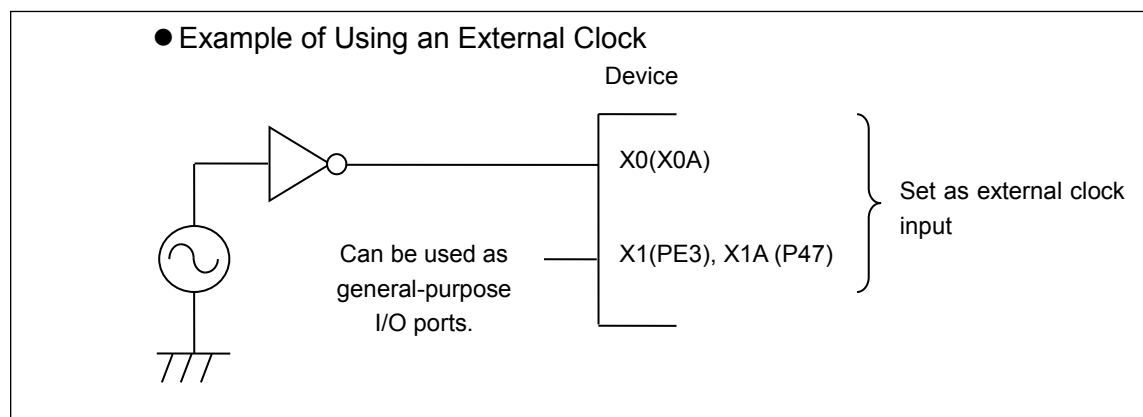 ● Example of Using an External Clock
Device
X0(X0A)
Set as external clock
input
Can be used as
general-purpose
I/O ports.
X1(PE3), X1A (P47)